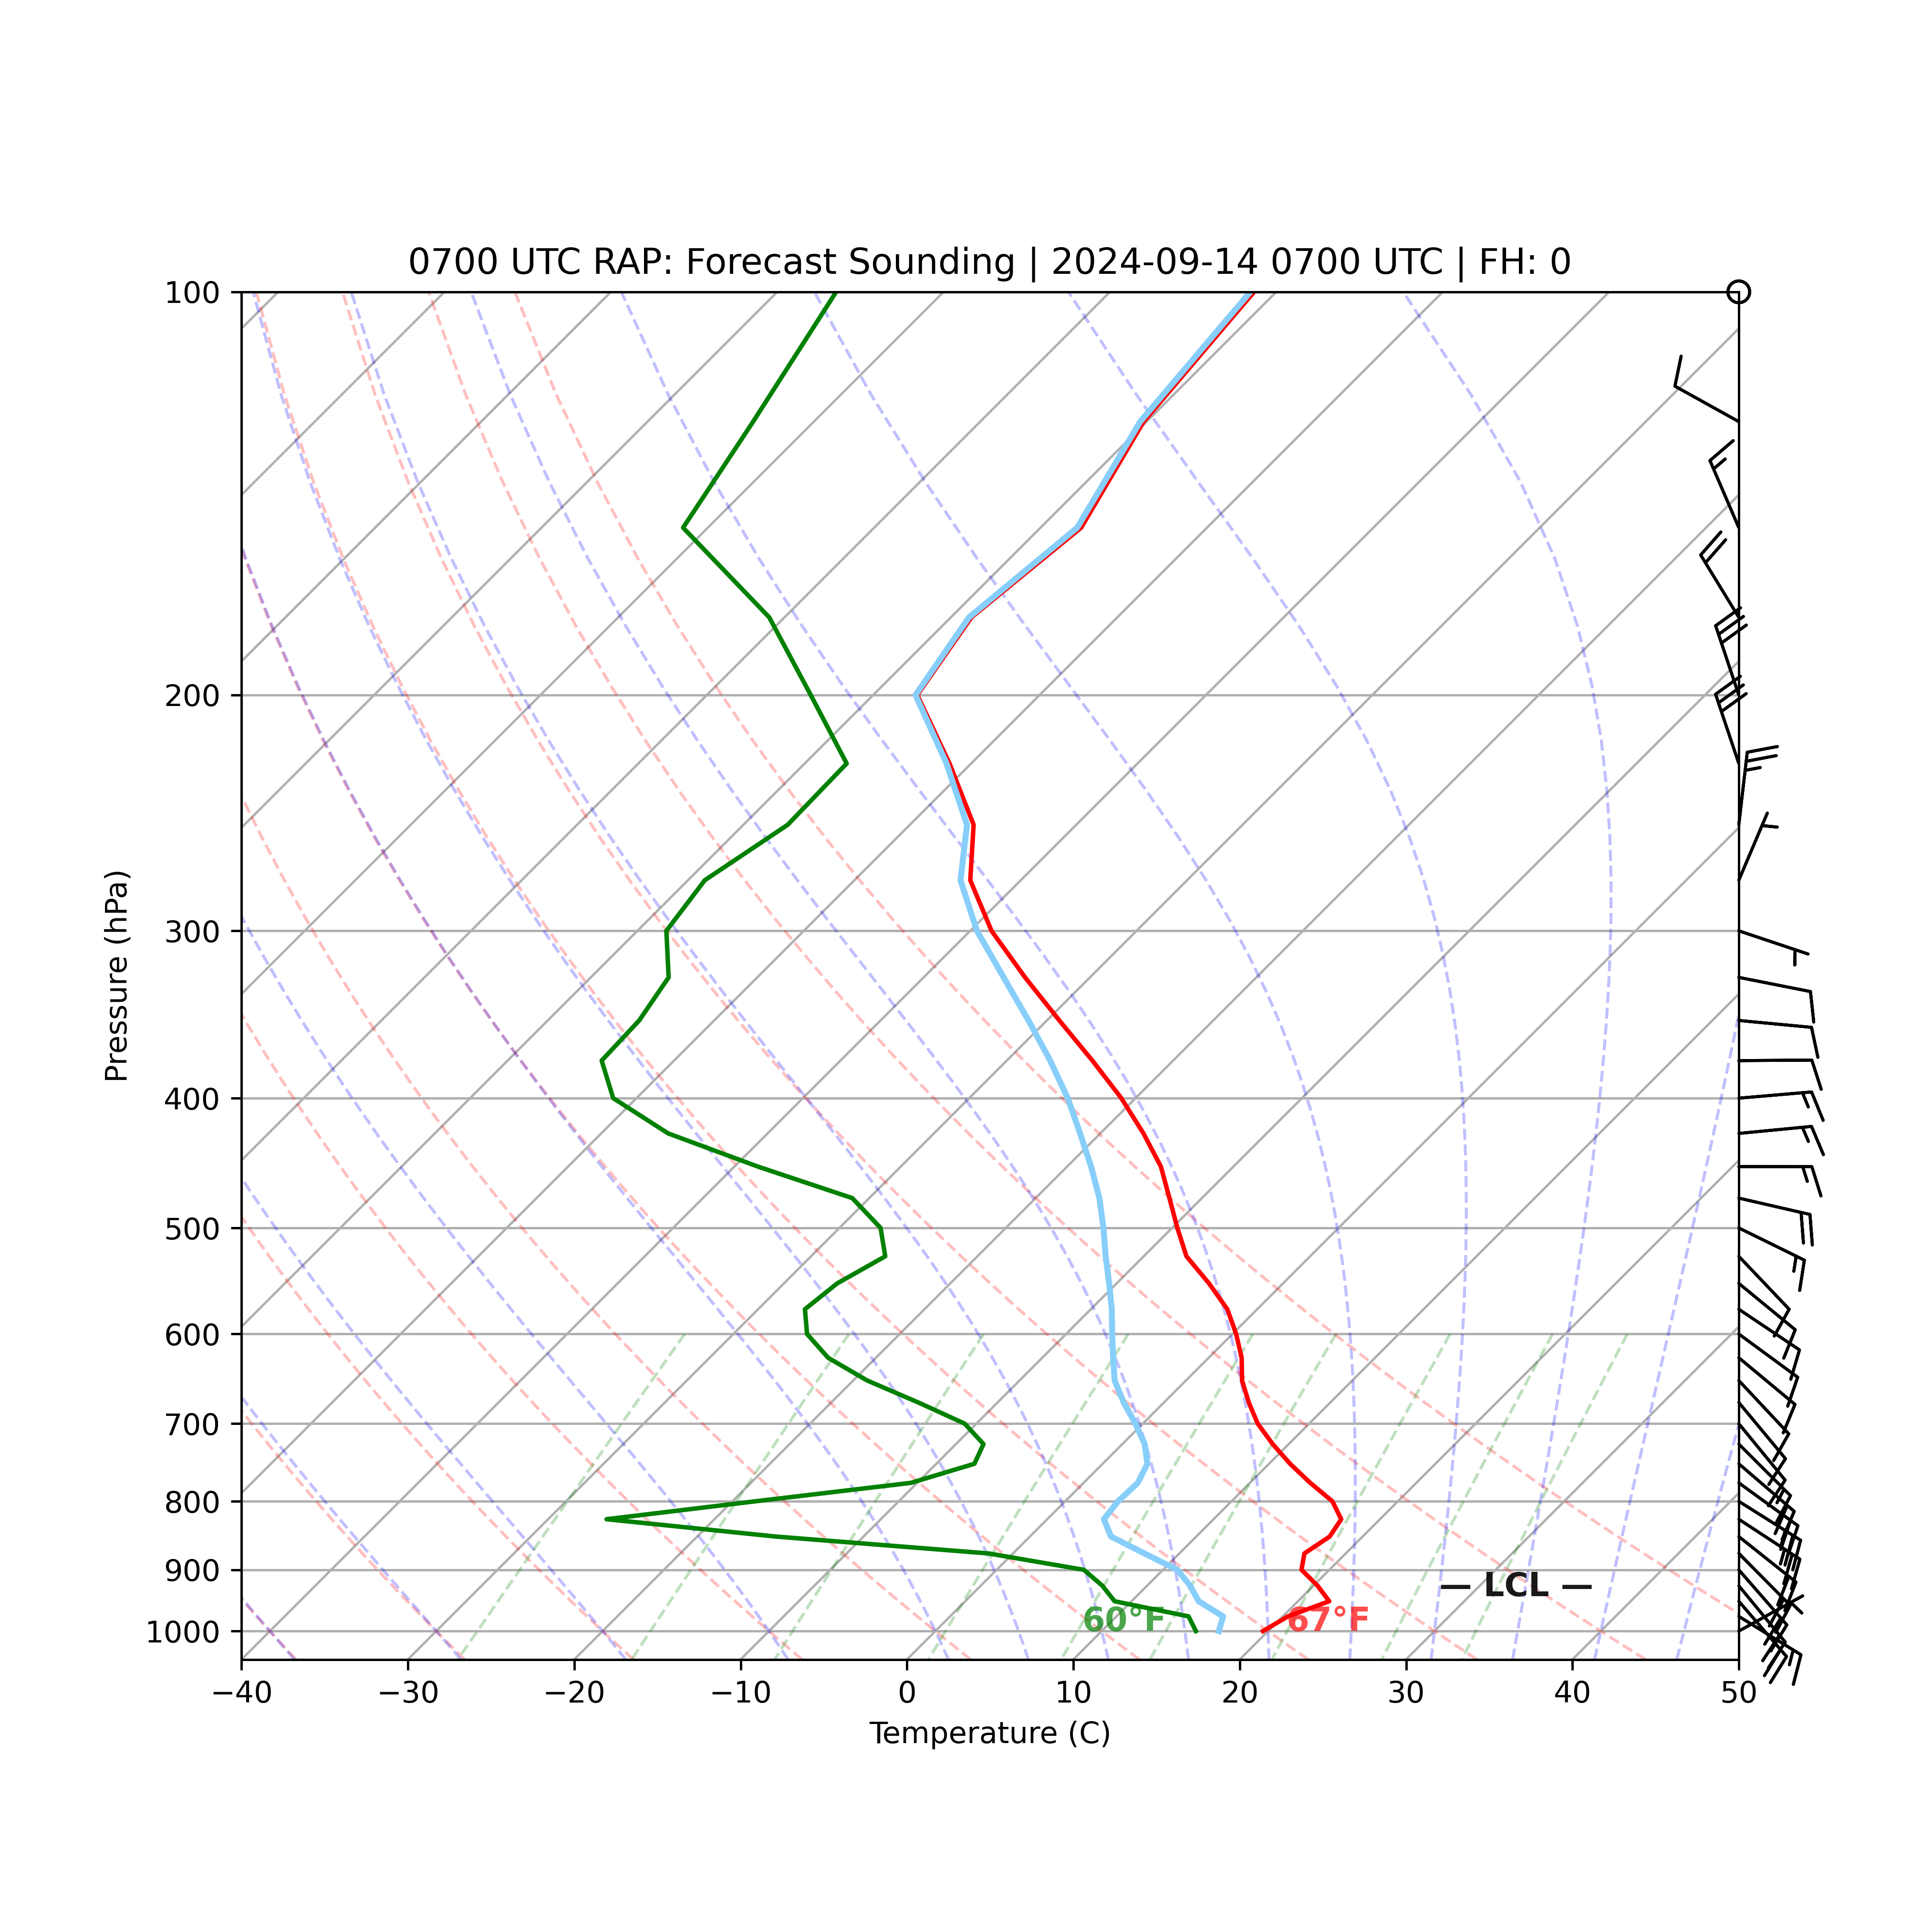 0700 UTC RAP: Forecast Sounding | 2024-09-14 0700 UTC | FH: 0
100
200
300
400
500
600
700
800
900
1000
Pressure (hPa)
— LCL —
60°F
67°F
−40 −30 −20 −10 0 10 20 30 40 50
Temperature (C)